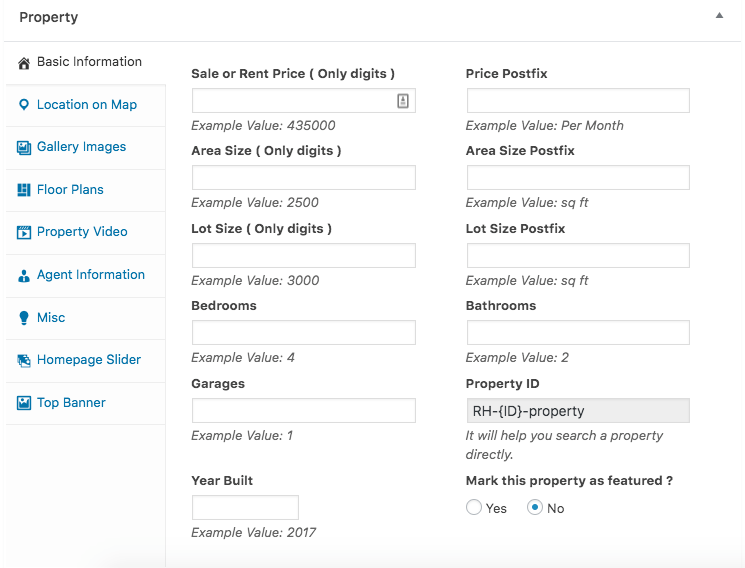 Property
Basic Information
Location on Map
Gallery Images
Floor Plans
Property Video
Agent Information
Misc
Homepage Slider
Top Banner
Sale or Rent Price ( Only digits )
Example Value: 435000
Price Postfix
Example Value: Per Month
Area Size ( Only digits )
Example Value: 2500
Area Size Postfix
Example Value: sq ft
Lot Size ( Only digits )
Example Value: 3000
Lot Size Postfix
Example Value: sq ft
Bedrooms
Example Value: 4
Bathrooms
Example Value: 2
Garages
Example Value: 1
Property ID
RH-{ID}-property
It will help you search a property
directly.
Year Built
Example Value: 2017
Mark this property as featured ?
Yes No